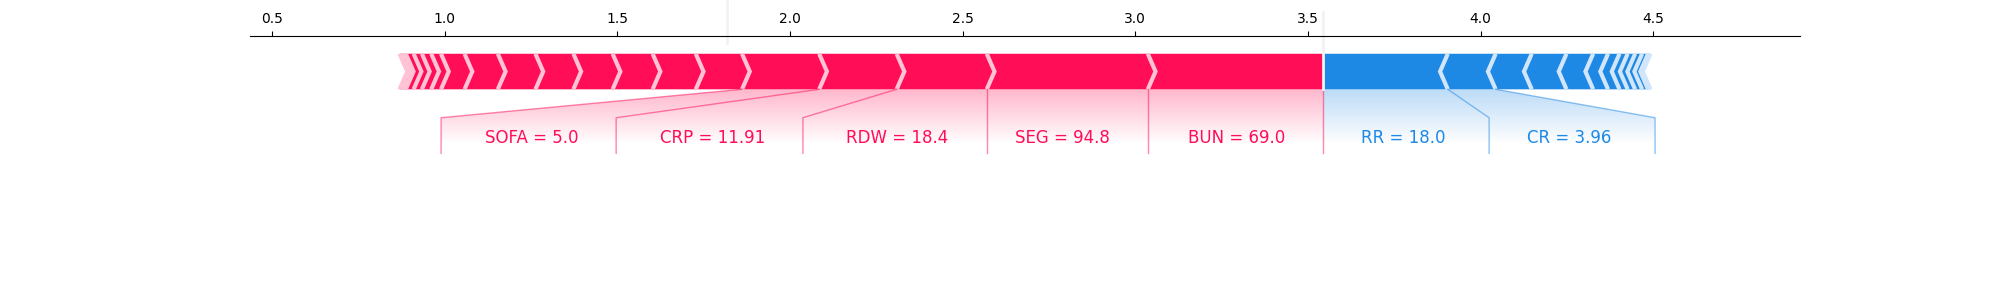 0.5 1.0 1.5 2.0 2.5 3.0 3.5 4.0 4.5
SOFA = 5.0 CRP = 11.91 RDW = 18.4 SEG = 94.8 BUN = 69.0 RR = 18.0 CR = 3.96